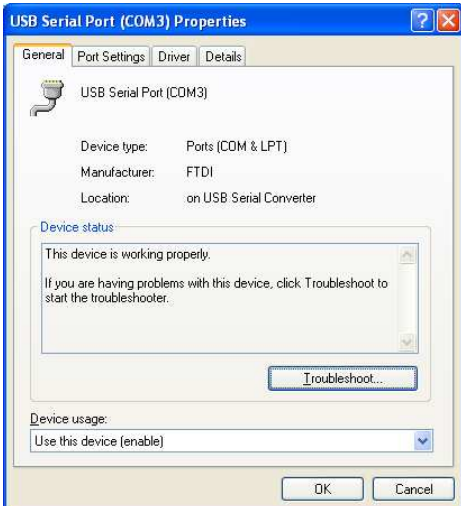 USB Serial Port (COM3) Properties
General Port Settings Driver Details
USB Serial Port (COM3)
Device type: Ports (COM & LPT)
Manufacturer: FTDI
Location: on USB Serial Converter
Device status
This device is working properly.
If you are having problems with this device, click Troubleshoot to
start the troubleshooter.
Troubleshoot...
Device usage:
Use this device (enable)
OK Cancel